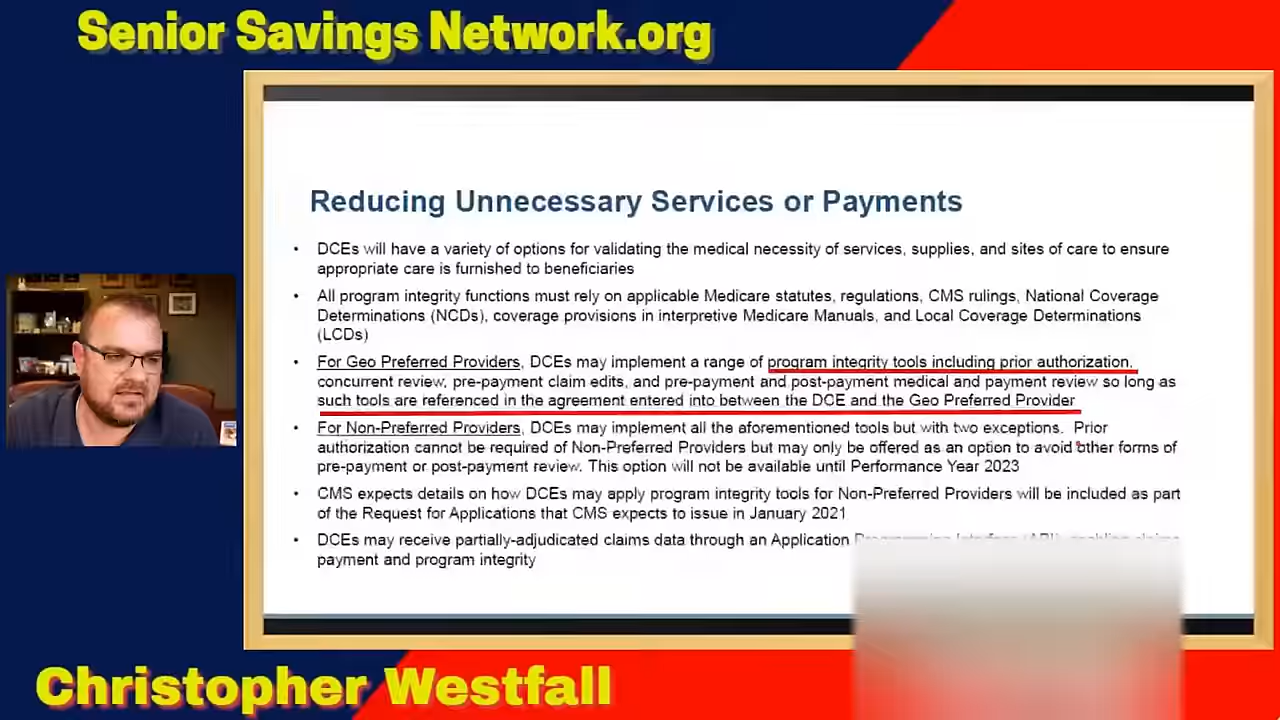 Senior Savings Network.org
Reducing Unnecessary Services or Payments
• DCEs will have a variety of options for validating the medical necessity of services, supplies, and sites of care to ensure
appropriate care is furnished to beneficiaries
• All program integrity functions must rely on applicable Medicare statutes, regulations, CMS rulings, National Coverage
Determinations (NCDs), coverage provisions in interpretive Medicare Manuals, and Local Coverage Determinations
(LCDs)
• For Geo Preferred Providers, DCEs may implement a range of program integrity tools including prior authorization,
concurrent review, pre-payment claim edits, and pre-payment and post-payment medical and payment review so long as
such tools are referenced in the agreement entered into between the DCE and the Geo Preferred Provider
• For Non-Preferred Providers, DCEs may implement all the aforementioned tools but with two exceptions. Prior
authorization cannot be required of Non-Preferred Providers but may only be offered as an option to avoid other forms of
pre-payment or post-payment review. This option will not be available until Performance Year 2023
• CMS expects details on how DCEs may apply program integrity tools for Non-Preferred Providers will be included as part
of the Request for Applications that CMS expects to issue in January 2021
• DCEs may receive partially-adjudicated claims data through an Application
payment and program integrity
Christopher Westfall